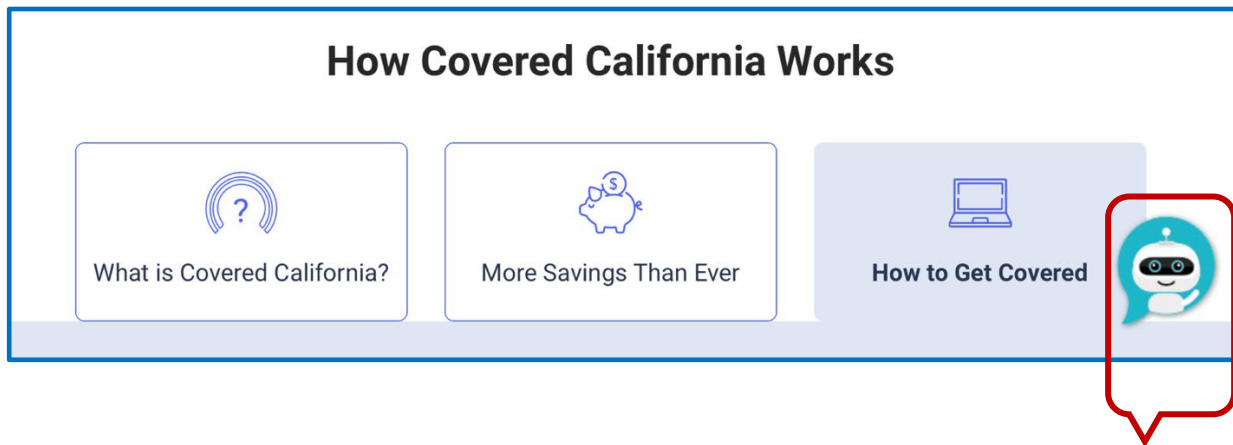 How Covered California Works
?
$
What is Covered California?
More Savings Than Ever
How to Get Covered